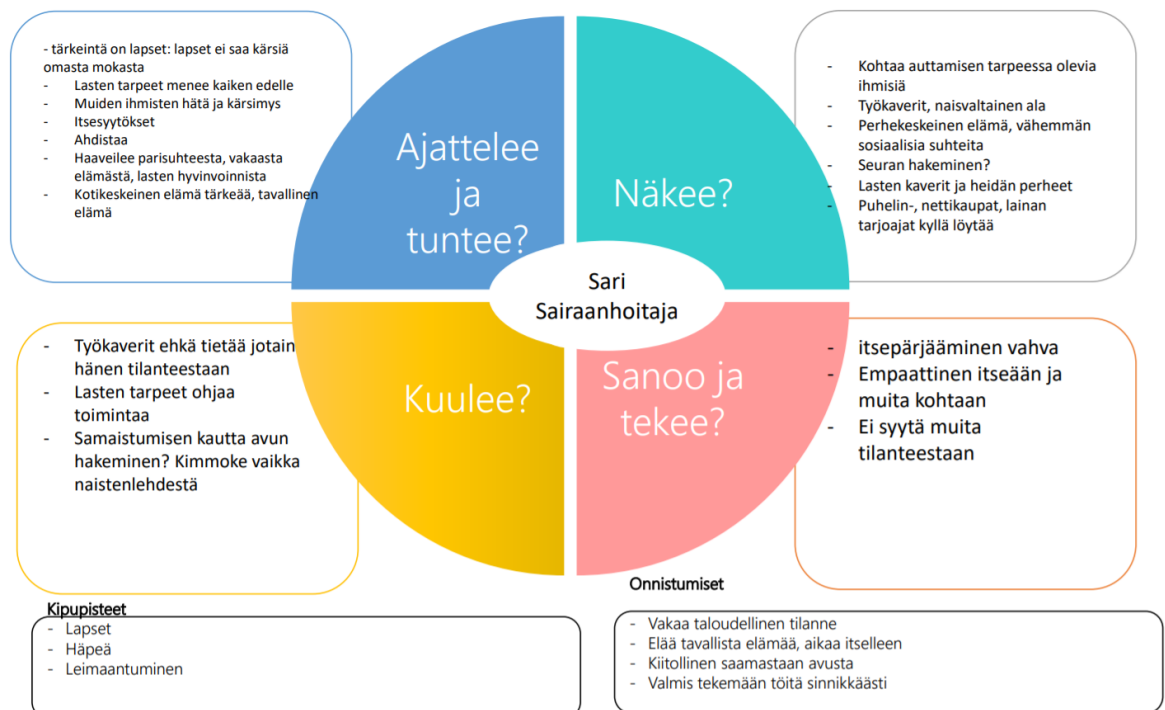 - tärkeintä on lapset: lapset ei saa kärsiä
omasta mokasta
- Lasten tarpeet menee kaiken edelle
- Muiden ihmisten hätä ja kärsimys
- Itsesyytökset
- Ahdistaa
- Haaveilee parisuhteesta, vakaasta
elämästä, lasten hyvinvoinnista
- Kotikeskeinen elämä tärkeää, tavallinen
elämä
Ajattelee
ja
tuntee?
Näkee?
- Kohtaa auttamisen tarpeessa olevia
ihmisiä
- Työkaverit, naisvaltainen ala
- Perhekeskeinen elämä, vähemmän
sosiaalisia suhteita
- Seuran hakeminen?
- Lasten kaverit ja heidän perheet
- Puhelin-, nettikaupat, lainan
tarjoajat kyllä löytää
Sari
Sairaanhoitaja
- Työkaverit ehkä tietää jotain
hänen tilanteestaan
- Lasten tarpeet ohjaa
toimintaa
- Samaistumisen kautta avun
hakeminen? Kimmoke vaikka
naistenlehdestä
Kuulee?
Sanoo ja
tekee?
- itsepärjääminen vahva
- Empaattinen itseään ja
muita kohtaan
- Ei syytä muita
tilanteestaan
Kipupisteet
- Lapset
- Häpeä
- Leimaantuminen
Onnistumiset
- Vakaa taloudellinen tilanne
- Elää tavallista elämää, aikaa itselleen
- Kiitollinen saamastaan avusta
- Valmis tekemään töitä sinnikkäästi